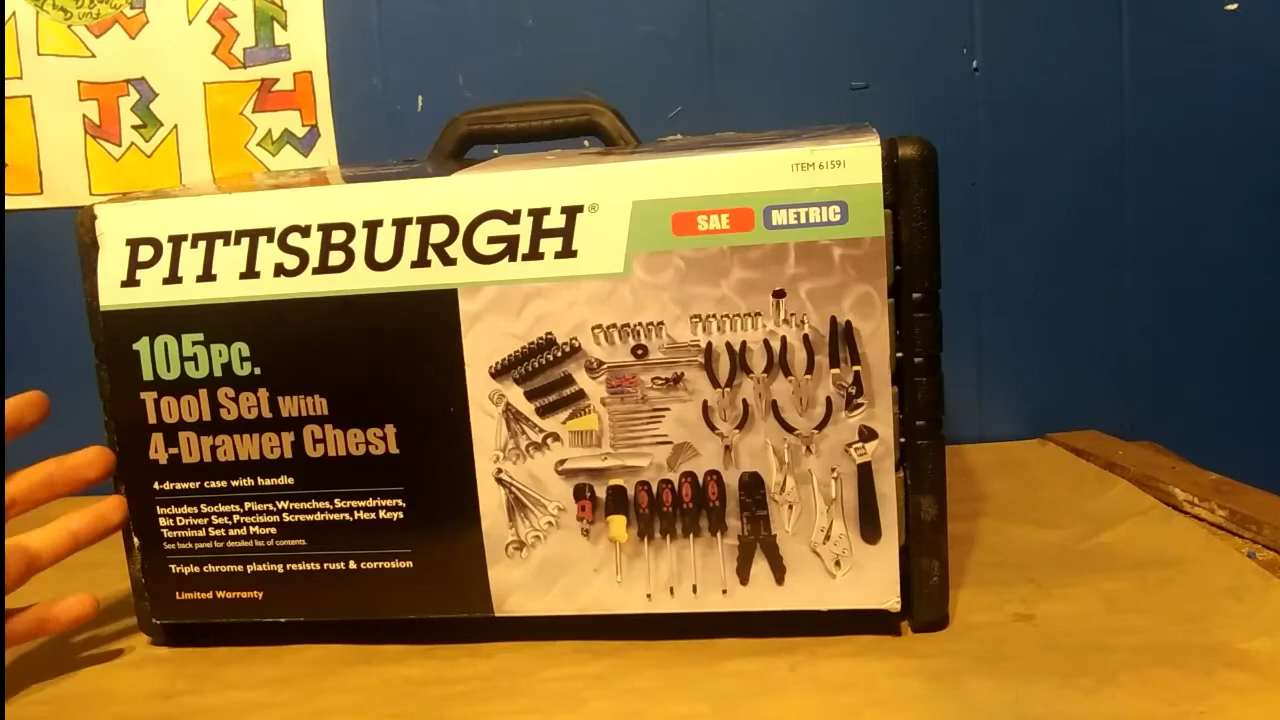 ITEM 61591
PITTSBURGH®
SAE METRIC
105PC.
Tool Set With
4-Drawer Chest
4-drawer case with handle
Includes Sockets, Pliers, Wrenches, Screwdrivers,
Bit Driver Set, Precision Screwdrivers, Hex Keys
Terminal Set and More
See back panel for detailed list of contents.
Triple chrome plating resists rust & corrosion
Limited Warranty